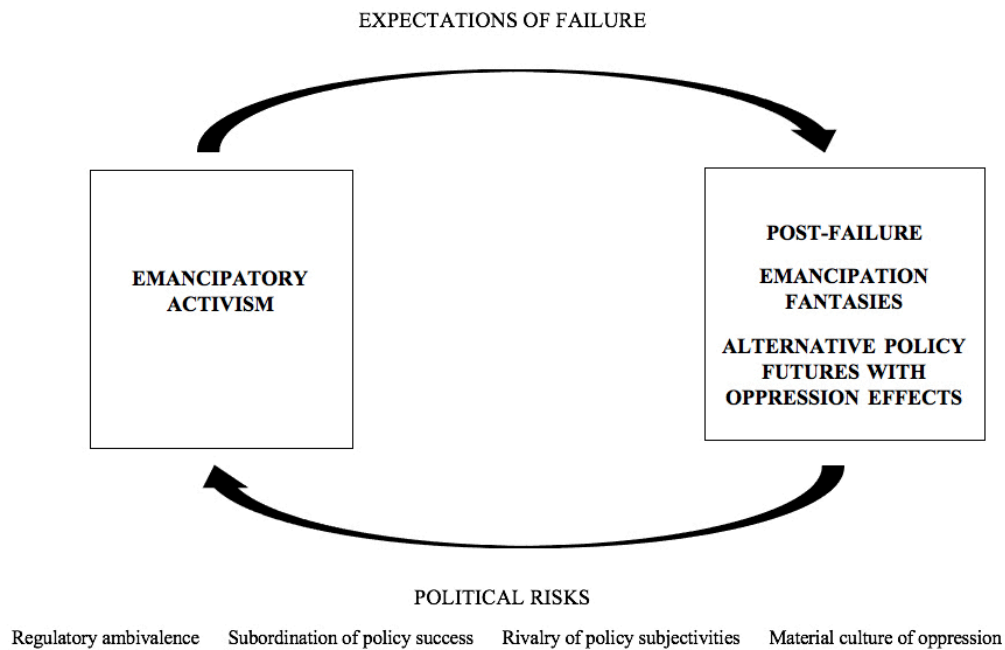 EXPECTATIONS OF FAILURE
EMANCIPATORY
ACTIVISM
POST-FAILURE
EMANCIPATION
FANTASIES
ALTERNATIVE POLICY
FUTURES WITH
OPPRESSION EFFECTS
POLITICAL RISKS
Regulatory ambivalence Subordination of policy success Rivalry of policy subjectivities Material culture of oppression